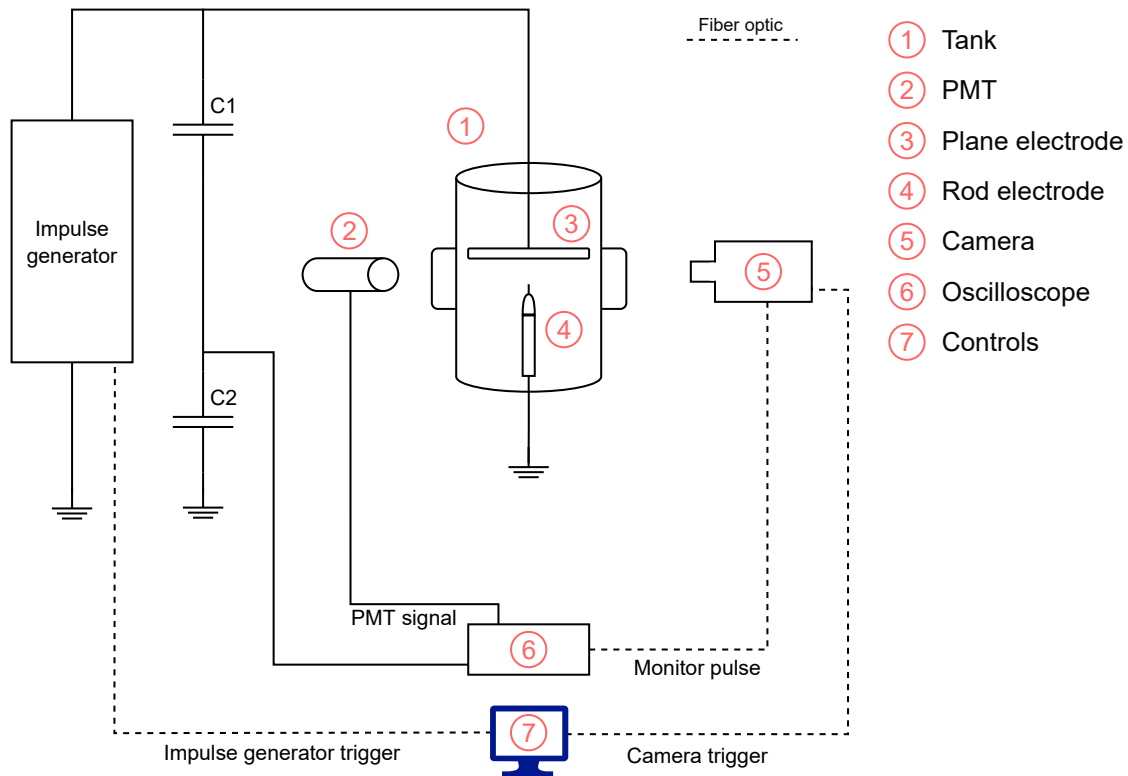 Fiber optic
1 Tank
2 PMT
3 Plane electrode
4 Rod electrode
5 Camera
6 Oscilloscope
7 Controls
C1
1
Impulse
generator
2
3
5
4
C2
PMT signal
6
Monitor pulse
7
Impulse generator trigger
Camera trigger